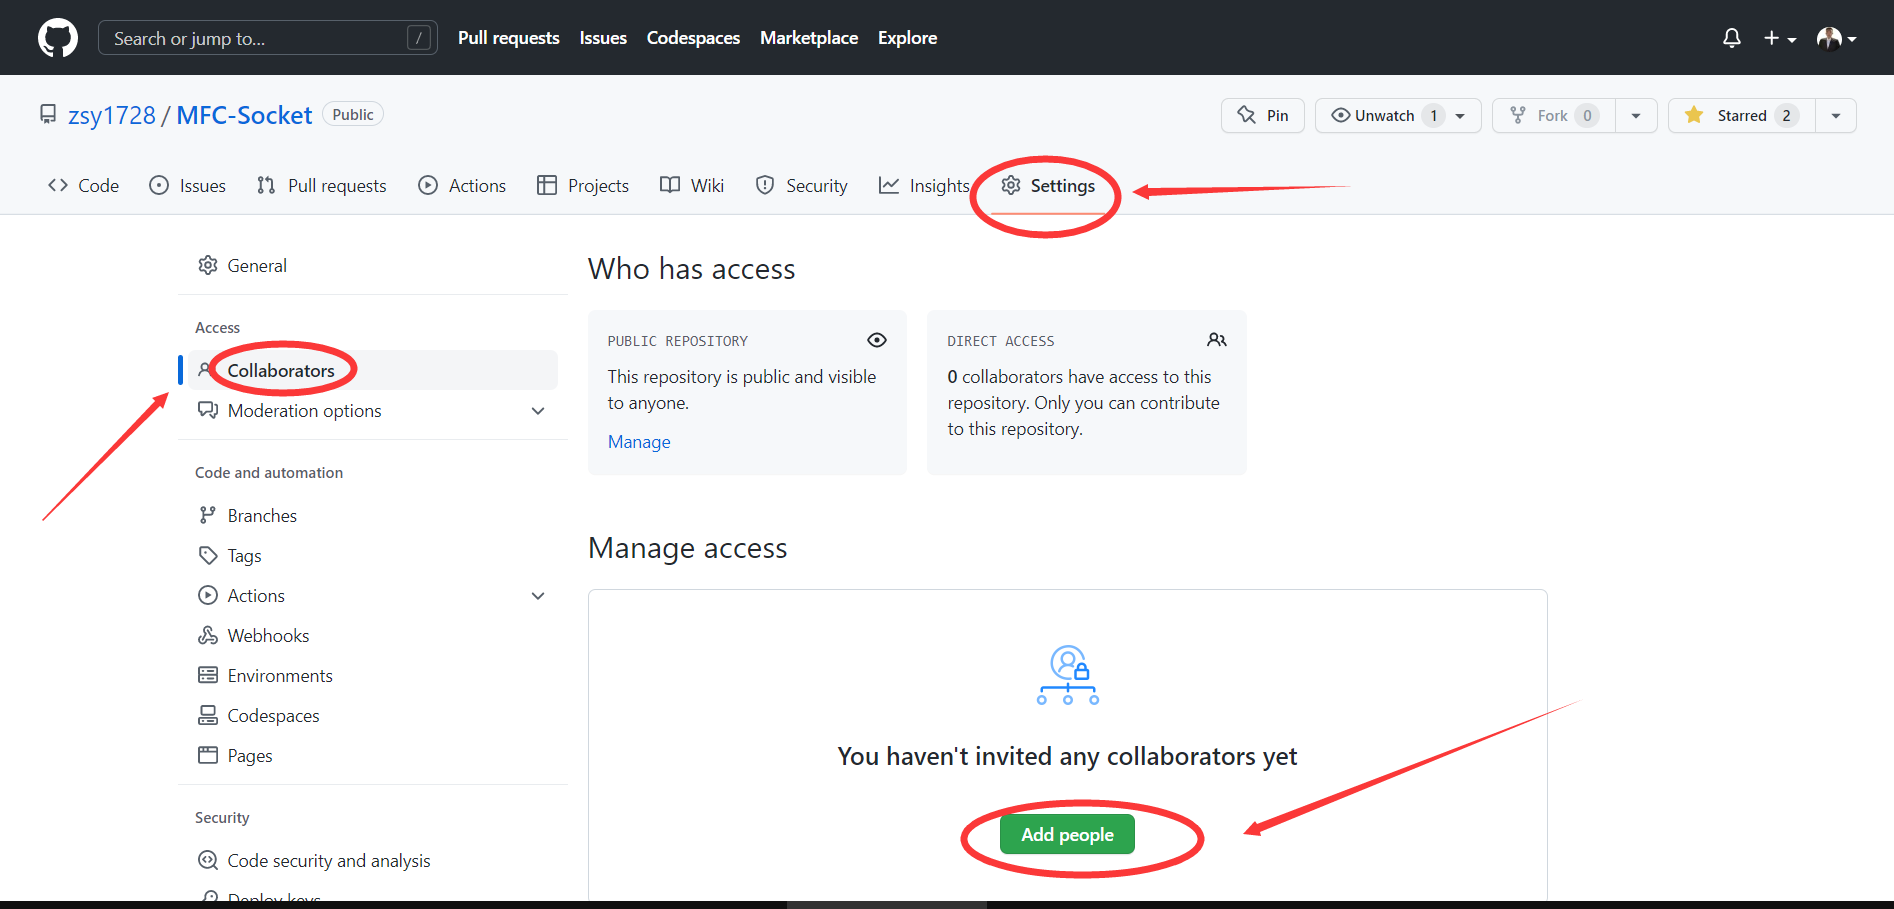 Search or jump to... /
Pull requests Issues Codespaces Marketplace Explore
zsy1728 / MFC-Socket Public
Pin Unwatch 1 Fork 0 Starred 2
Code Issues Pull requests Actions Projects Wiki Security Insights Settings
General
Access
Collaborators
Moderation options
Code and automation
Branches
Tags
Actions
Webhooks
Environments
Codespaces
Pages
Security
Code security and analysis
Deploy keys
Who has access
PUBLIC REPOSITORY
This repository is public and visible
to anyone.
Manage
DIRECT ACCESS
0 collaborators have access to this
repository. Only you can contribute
to this repository.
Manage access
You haven't invited any collaborators yet
Add people